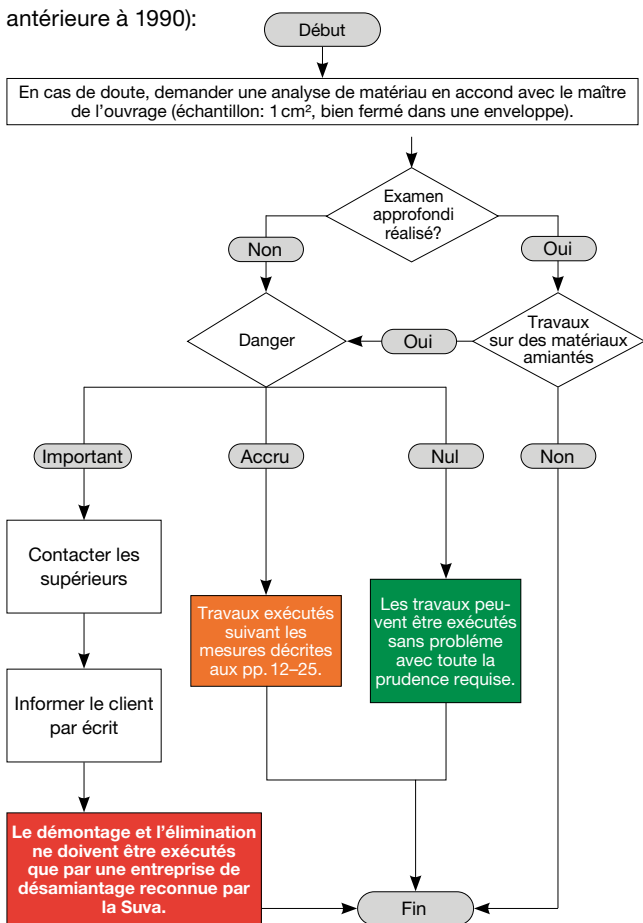 antérieure à 1990):
Début
En cas de doute, demander une analyse de matériau en accond avec le maître
de l'ouvrage (échantillon: 1 cm², bien fermé dans une enveloppe).
Examen
approfondi
réalisé?
Non
Oui
Danger
Oui
Travaux
sur des matériaux
amiantés
Important
Accru
Nul
Non
Contacter les
supérieurs
Travaux exécutés
suivant les
mesures décrites
aux pp. 12–25.
Les travaux peu-
vent être exécutés
sans probléme
avec toute la
prudence requise.
Informer le client
par écrit
Le démontage et l'élimination
ne doivent être exécutés
que par une entreprise de
désamiantage reconnue par
la Suva.
Fin